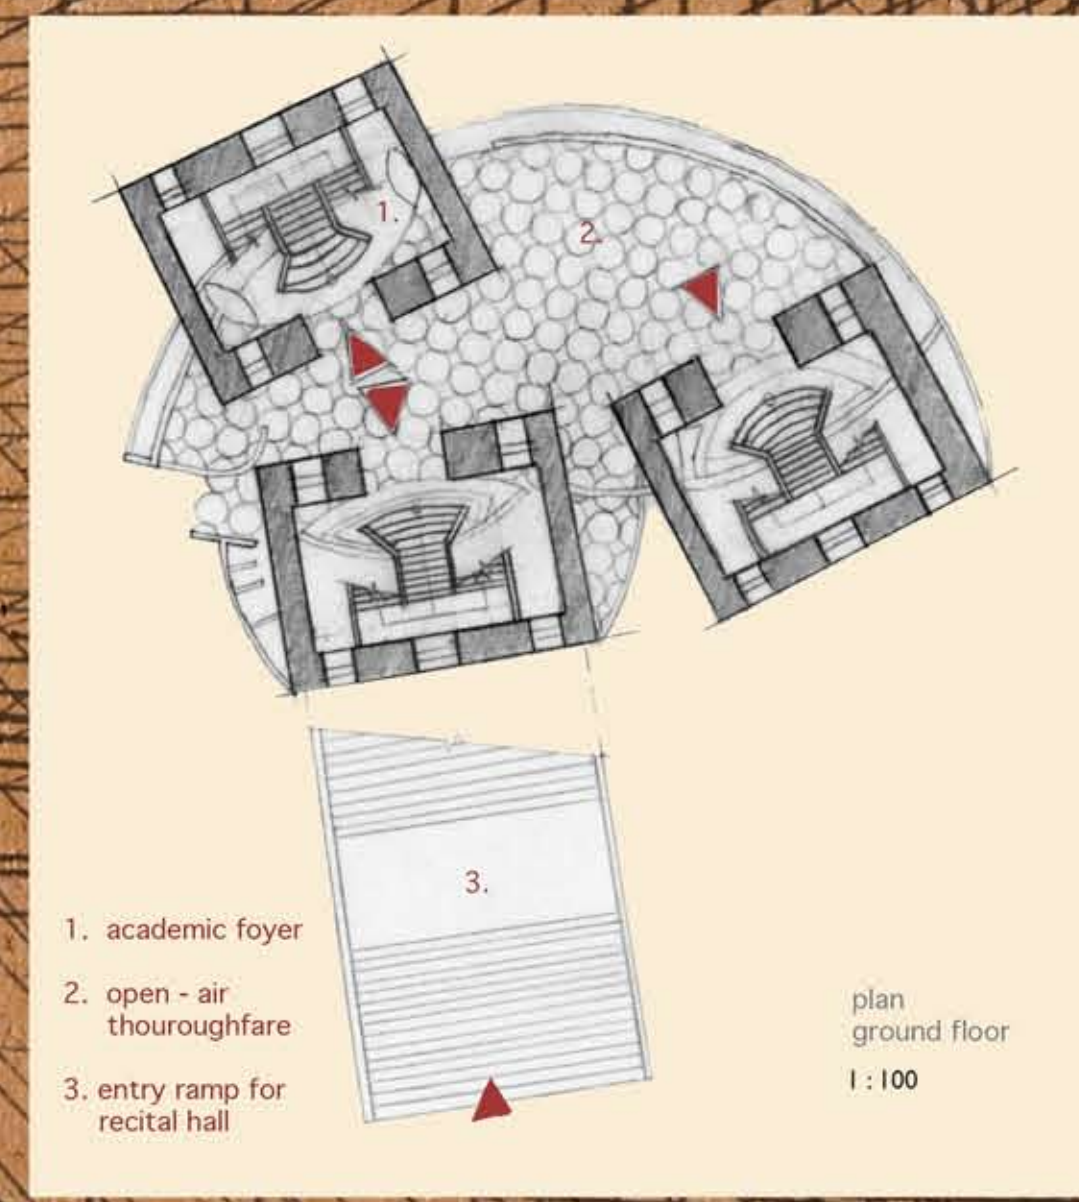 1.
2.
3.
1. academic foyer
2. open - air
thouroughfare
3. entry ramp for
recital hall
plan
ground floor
1 : 100